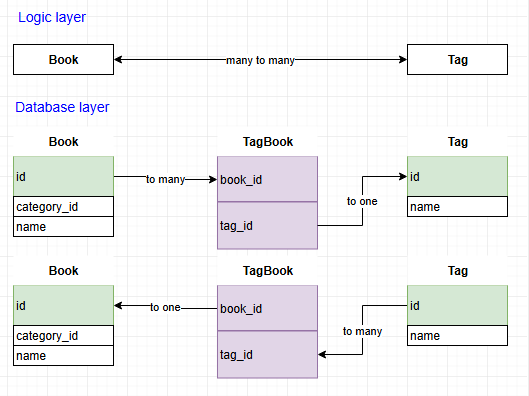 Logic layer
Book
many to many
Tag
Database layer
Book
TagBook
Tag
id
to many
book_id
id
category_id
to one
name
name
tag_id
Book
TagBook
Tag
id
to one
book_id
id
category_id
to many
name
name
tag_id